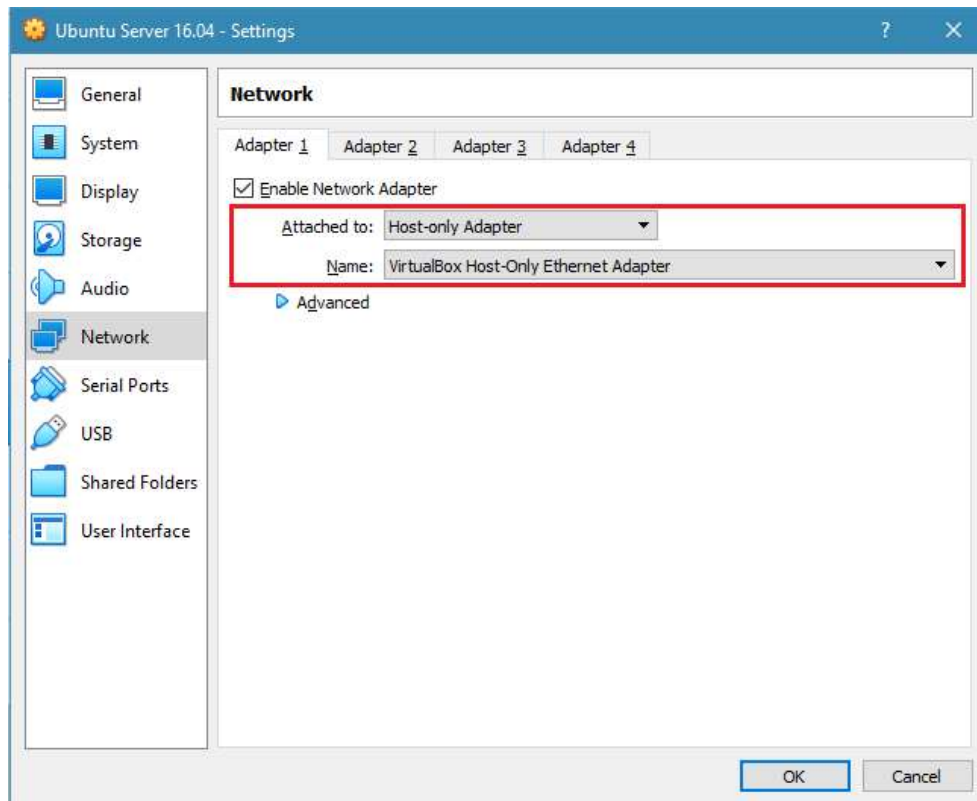 Ubuntu Server 16.04 - Settings
?
General
System
Display
Storage
Audio
Network
Serial Ports
USB
Shared Folders
User Interface
Network
Adapter 1 Adapter 2 Adapter 3 Adapter 4
Enable Network Adapter
Attached to: Host-only Adapter
Name: VirtualBox Host-Only Ethernet Adapter
Advanced
OK Cancel